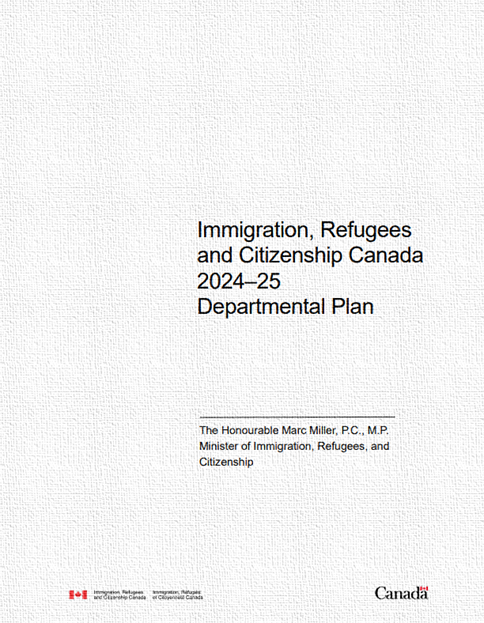 Immigration, Refugees
and Citizenship Canada
2024–25
Departmental Plan
The Honourable Marc Miller, P.C., M.P.
Minister of Immigration, Refugees, and
Citizenship
Immigration, Refugees
and Citizenship Canada
Immigration, Réfugiés
et Citoyenneté Canada
Canada